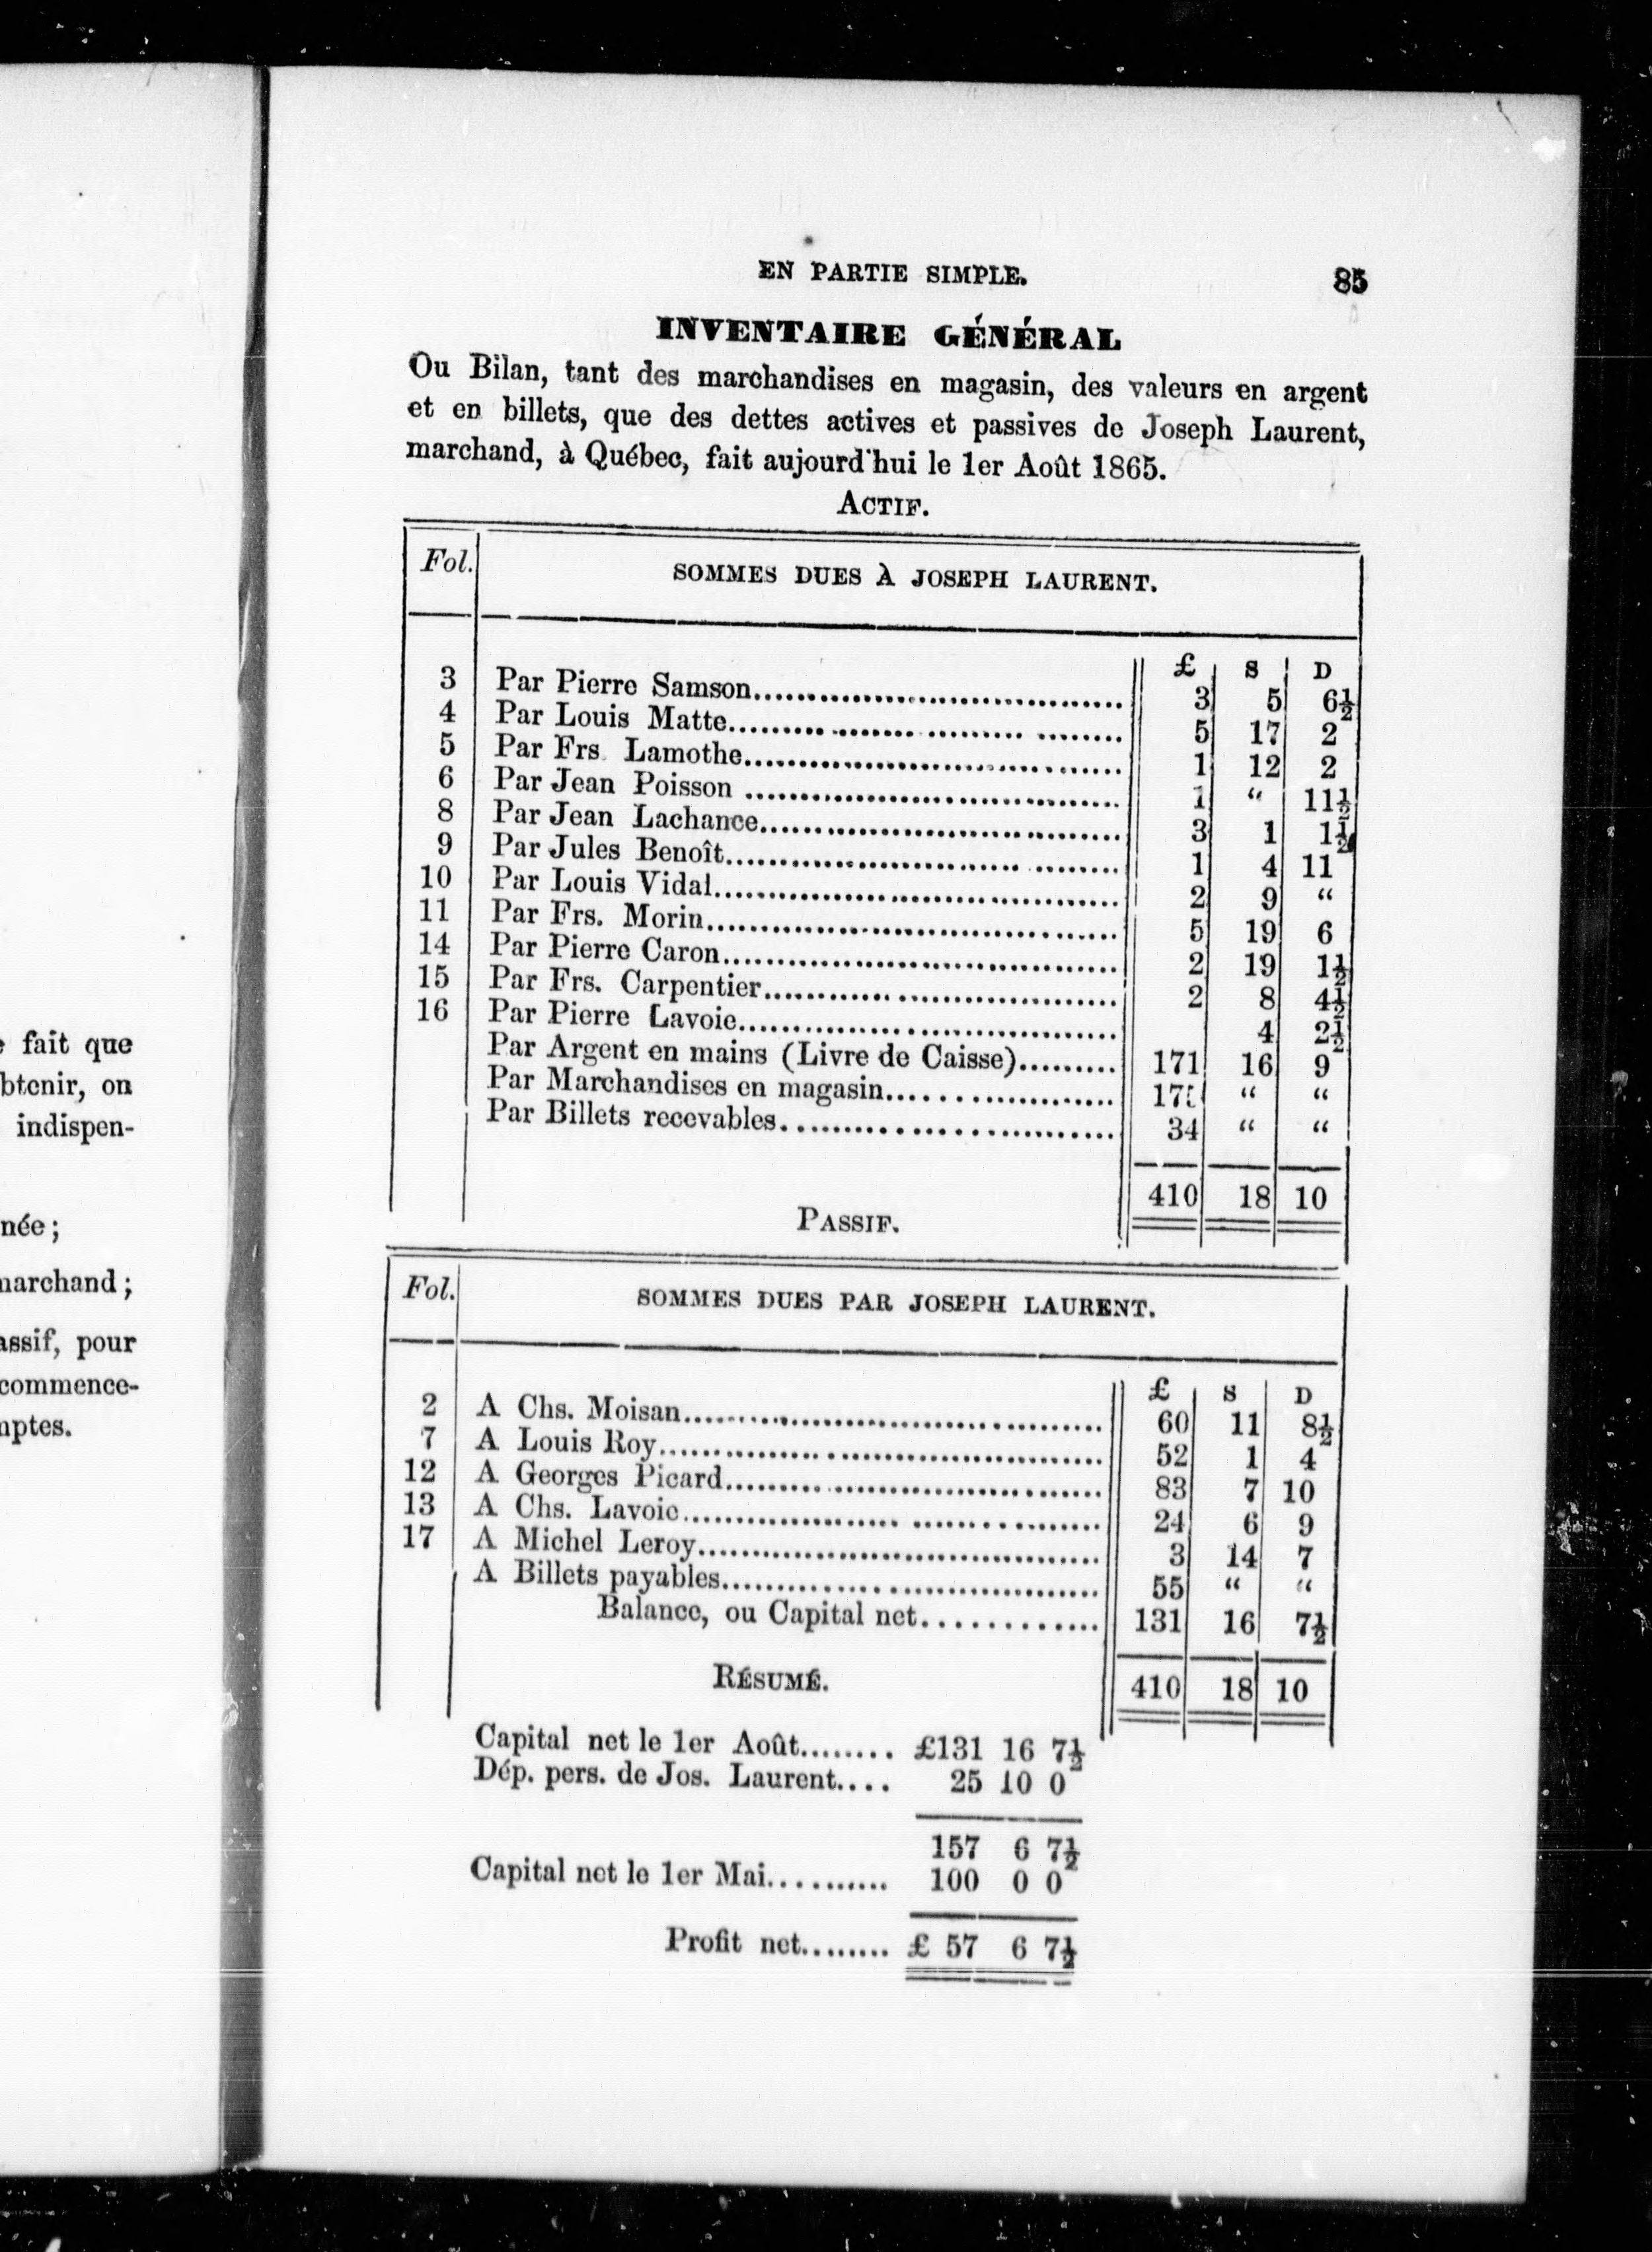 EN PARTIE SIMPLE. 85
INVENTAIRE GÉNÉRAL
Ou Bilan, tant des marchandises en magasin, des valeurs en argent
et en billets, que des dettes actives et passives de Joseph Laurent,
marchand, à Québec, fait aujourd'hui le 1er Août 1865.
ACTIF.
Fol. SOMMES DUES À JOSEPH LAURENT.
£ S D
3 Par Pierre Samson 3 5 6½
4 Par Louis Matte 5 17 2
5 Par Frs. Lamothe 1 12 2
6 Par Jean Poisson 1 " 11½
8 Par Jean Lachance 3 1 1½
9 Par Jules Benoît 1 4 11
10 Par Louis Vidal 2 9 "
11 Par Frs. Morin 5 19 6
14 Par Pierre Caron 2 19 1½
15 Par Frs. Carpentier 2 8 4½
16 Par Pierre Lavoie 4 2½
Par Argent en mains (Livre de Caisse) 171 16 9
Par Marchandises en magasin " "
Par Billets recevables 34 " "
410 18 10
PASSIF.
Fol. SOMMES DUES PAR JOSEPH LAURENT.
£ S D
2 A Chs. Moisan 60 11 8½
7 A Louis Roy 52 1 4
12 A Georges Picard 83 7 10
13 A Chs. Lavoie 24 6 9
17 A Michel Leroy 3 14 7
A Billets payables 55 " "
Balance, ou Capital net 131 16 7½
410 18 10
RÉSUMÉ.
Capital net le 1er Août £131 16 7½
Dép. pers. de Jos. Laurent 25 10 0
157 6 7½
Capital net le 1er Mai 100 0 0
Profit net £ 57 6 7½
fait que
btenir, on
indispen-
née ;
marchand ;
assif, pour
commence-
mptes.